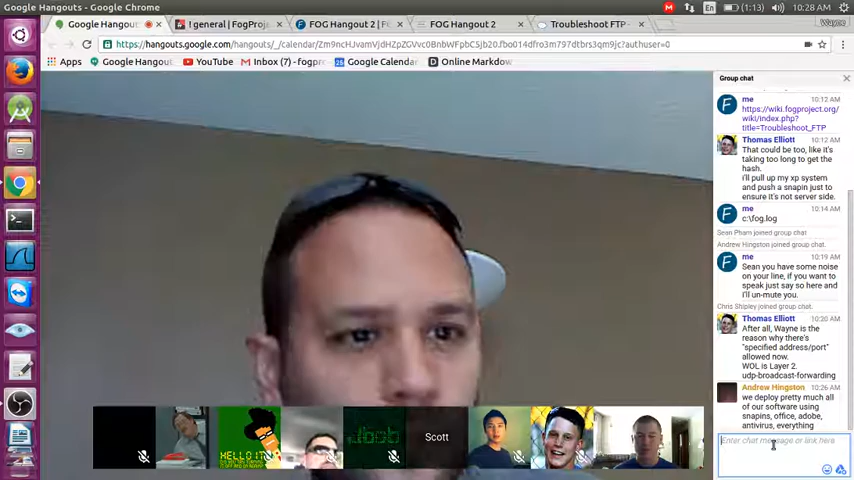 Google Hangouts - Google Chrome
En
(1:13)
10:28 AM
Google Hangout
! general | FogProj
FOG Hangout 2 | F
FOG Hangout 2
Troubleshoot FTP -
Wayne
https://hangouts.google.com/hangouts/_/calendar/
?authuser=0
Apps
Google Hangouts
YouTube
Inbox (7) - fogpro
25
Google Calendar
Online Markdow
Group chat
me
10:12 AM
https://wiki.fogproject.org/
wiki/index.php?
title=Troubleshoot_FTP
Thomas Elliott
10:12 AM
That could be too, like it's
taking too long to get the
hash.
i'll pull up my xp system
and push a snapin just to
ensure it's not server side.
me
10:14 AM
c:\fog.log
Sean Pham joined group chat
Andrew Hingston joined group chat.
me
10:19 AM
Sean you have some noise
on your line, if you want to
speak just say so here and
I'll un-mute you.
Chris Shipley joined group chat.
Thomas Elliott
10:20 AM
After all, Wayne is the
reason why there's
"specified address/port"
allowed now.
WOL is Layer 2.
udp-broadcast-forwarding
Andrew Hingston
10:26 AM
we deploy pretty much all
of our software using
snapins, office, adobe,
antivirus, everything
Enter chat message or link here
HELLO IT
Scott